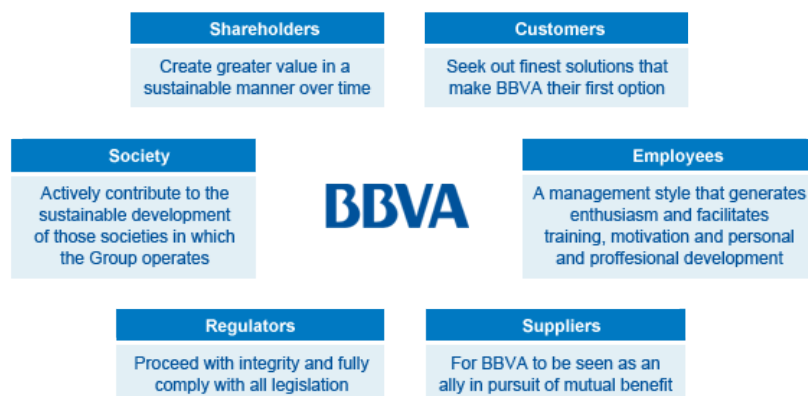 Shareholders
Create greater value in a
sustainable manner over time
Customers
Seek out finest solutions that
make BBVA their first option
Society
Actively contribute to the
sustainable development
of those societies in which
the Group operates
BBVA
Employees
A management style that generates
enthusiasm and facilitates
training, motivation and personal
and proffesional development
Regulators
Proceed with integrity and fully
comply with all legislation
Suppliers
For BBVA to be seen as an
ally in pursuit of mutual benefit